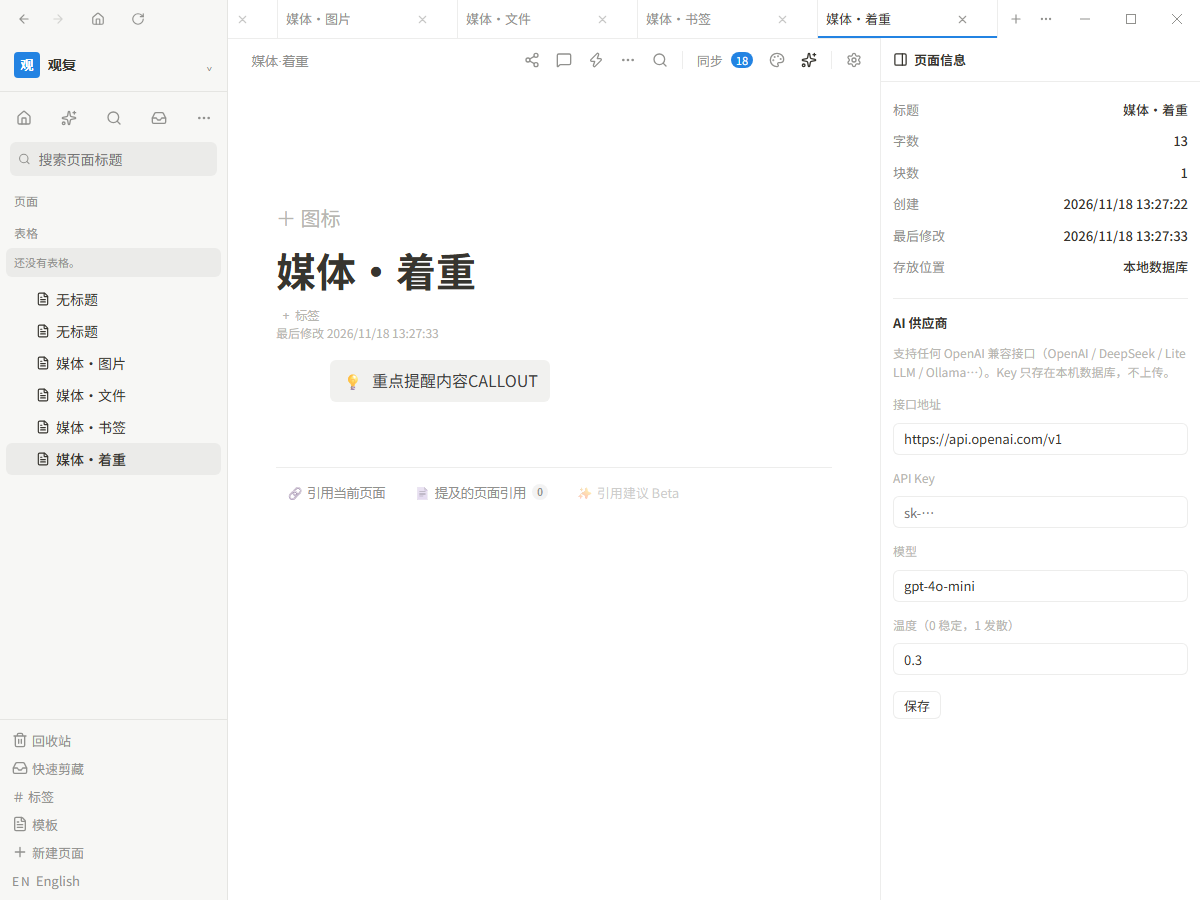 媒体・图片
媒体・文件
媒体・书签
媒体・着重
观 观复
媒体·着重
同步 18
页面信息
搜索页面标题
页面
表格
还没有表格。
无标题
无标题
媒体・图片
媒体・文件
媒体・书签
媒体・着重
回收站
快速剪藏
# 标签
模板
新建页面
EN English
+ 图标
媒体・着重
+ 标签
最后修改 2026/11/18 13:27:33
重点提醒内容CALLOUT
引用当前页面
提及的页面引用 0
引用建议 Beta
标题 媒体・着重
字数 13
块数 1
创建 2026/11/18 13:27:22
最后修改 2026/11/18 13:27:33
存放位置 本地数据库
AI 供应商
支持任何 OpenAI 兼容接口（OpenAI / DeepSeek / Lite
LLM / Ollama…）。Key 只存在本机数据库，不上传。
接口地址
https://api.openai.com/v1
API Key
sk-…
模型
gpt-4o-mini
温度（0 稳定，1 发散）
0.3
保存